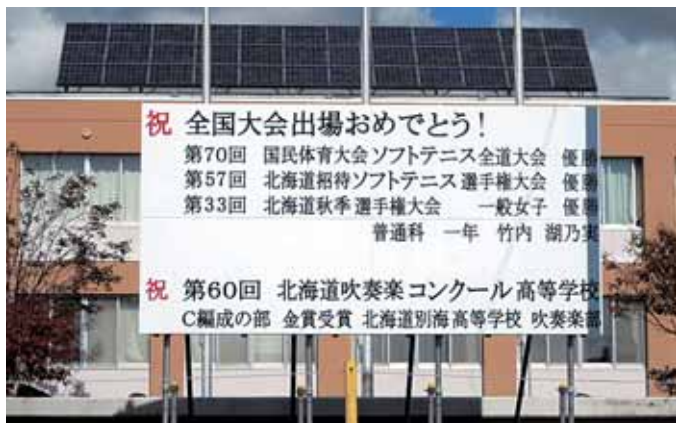 祝 全国大会出場おめでとう!
第70回 国民体育大会ソフトテニス全道大会 優勝
第57回 北海道招待ソフトテニス選手権大会 優勝
第33回 北海道秋季選手権大会 一般女子 優勝
普通科 一年 竹内 湖乃実
祝 第60回 北海道吹奏楽コンクール高等学校
C編成の部 金賞受賞 北海道別海高等学校 吹奏楽部